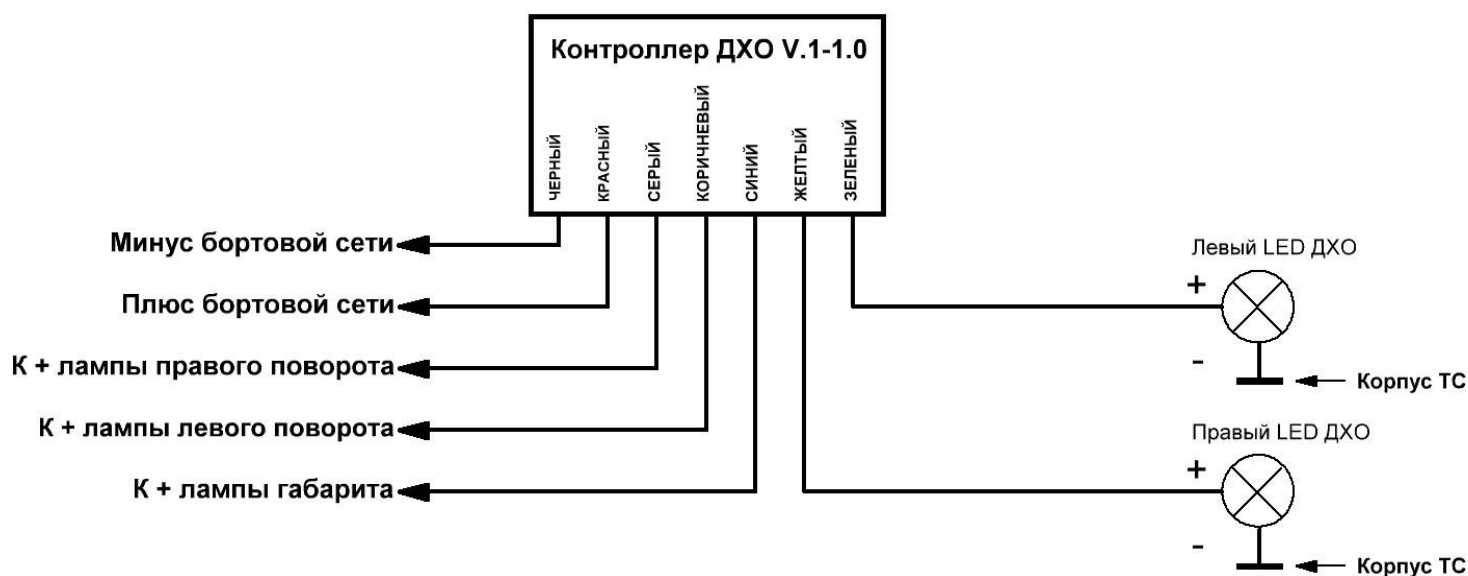 Контроллер ДХО V.1-1.0
ЧЕРНЫЙ
КРАСНЫЙ
СЕРЫЙ
КОРИЧНЕВЫЙ
СИНИЙ
ЖЕЛТЫЙ
ЗЕЛЕНЫЙ
Минус бортовой сети
Плюс бортовой сети
К + лампы правого поворота
К + лампы левого поворота
К + лампы габарита
Левый LED ДХО
+
-
Корпус ТС
Правый LED ДХО
+
-
Корпус ТС